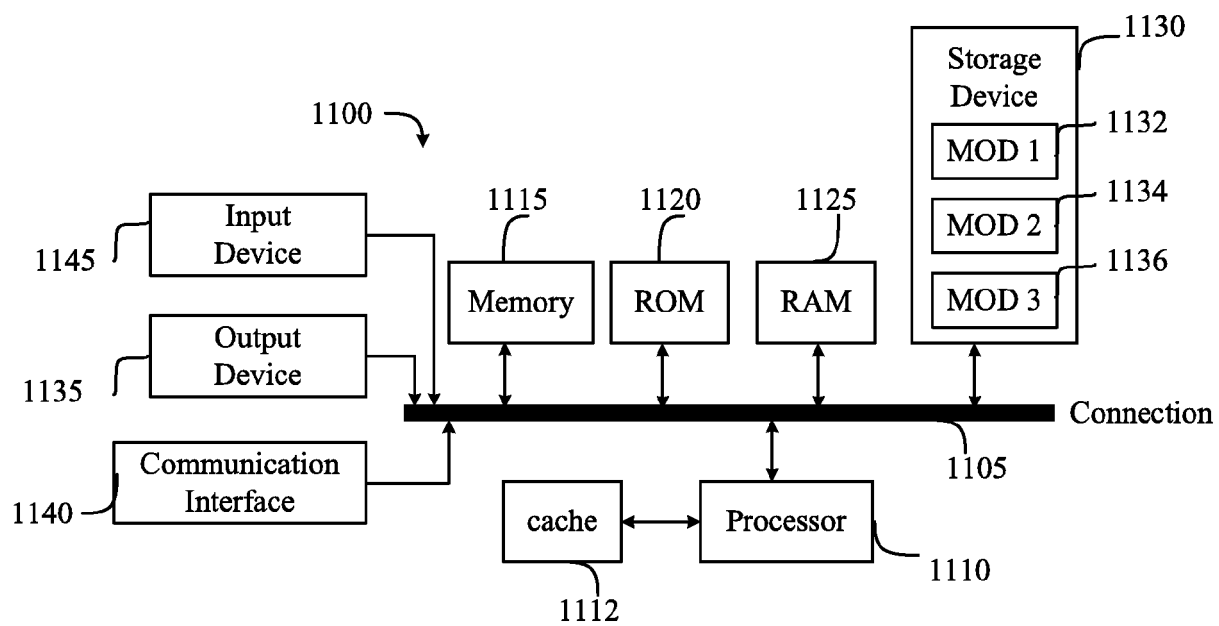 1130
Storage
Device
1100
1132
MOD 1
1115
1120
1125
1134
Input
Device
MOD 2
1145
1136
Memory
ROM
RAM
MOD 3
Output
Device
1135
Connection
Communication
Interface
1105
1140
cache
Processor
1110
1112